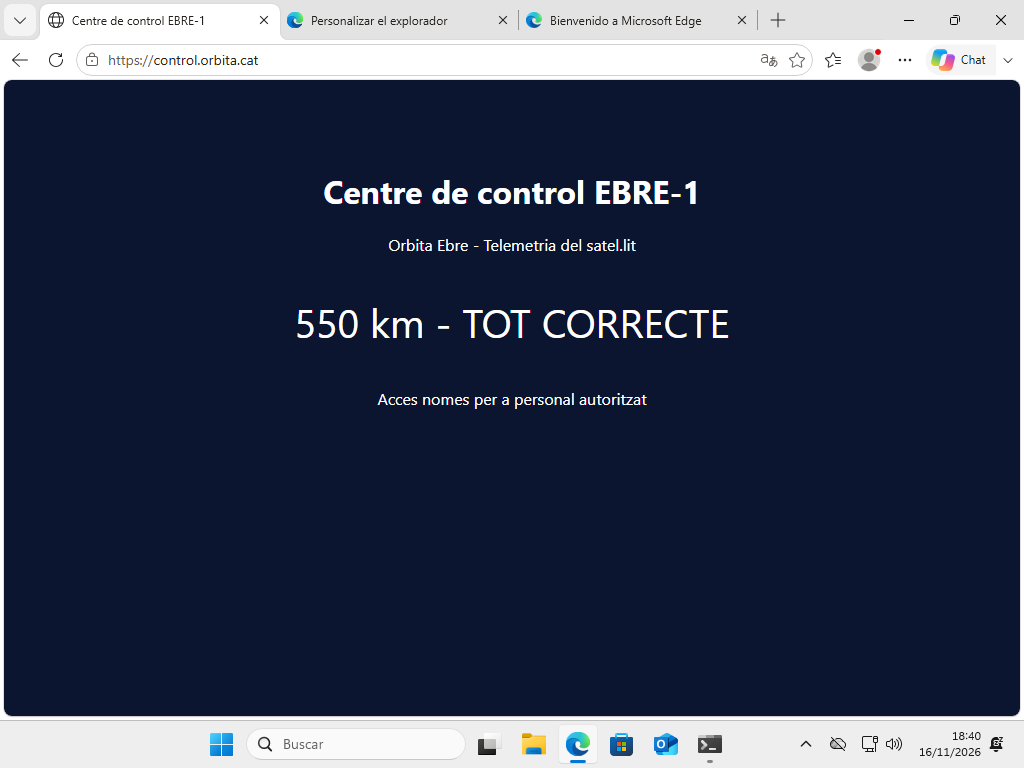 Centre de control EBRE-1
Personalizar el explorador
Bienvenido a Microsoft Edge
https://control.orbita.cat
Chat
Centre de control EBRE-1
Orbita Ebre - Telemetria del satel.lit
550 km - TOT CORRECTE
Acces nomes per a personal autoritzat
Buscar
18:40
16/11/2026